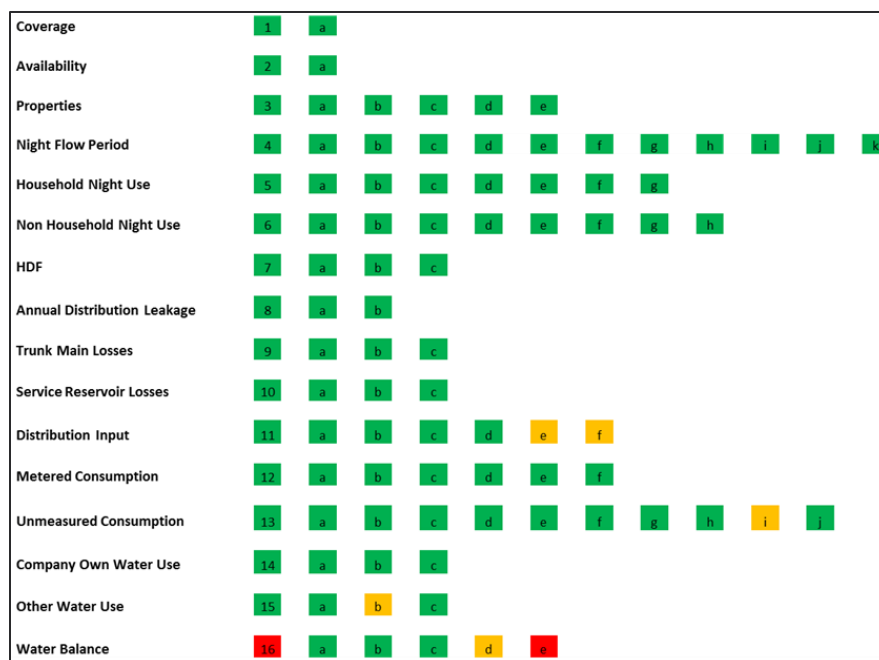 Coverage 1 a
Availability 2 a
Properties 3 a b c d e
Night Flow Period 4 a b c d e f g h i j k
Household Night Use 5 a b c d e f g
Non Household Night Use 6 a b c d e f g h
HDF 7 a b c
Annual Distribution Leakage 8 a b
Trunk Main Losses 9 a b c
Service Reservoir Losses 10 a b c
Distribution Input 11 a b c d e f
Metered Consumption 12 a b c d e f
Unmeasured Consumption 13 a b c d e f g h i j
Company Own Water Use 14 a b c
Other Water Use 15 a b c
Water Balance 16 a b c d e